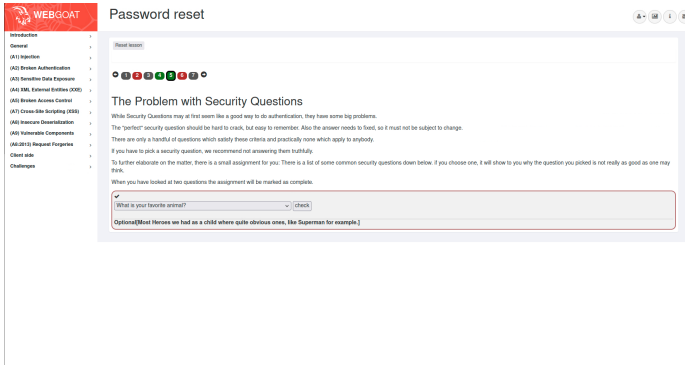 WEBGOAT
Password reset
Introduction
General
(A1) Injection
(A2) Broken Authentication
(A3) Sensitive Data Exposure
(A4) XML External Entities (XXE)
(A5) Broken Access Control
(A7) Cross-Site Scripting (XSS)
(A8) Insecure Deserialization
(A9) Vulnerable Components
(A8:2013) Request Forgeries
Client side
Challenges
Reset lesson
1 2 3 4 5 6 7
The Problem with Security Questions
While Security Questions may at first seem like a good way to do authentication, they have some big problems.
The "perfect" security question should be hard to crack, but easy to remember. Also the answer needs to fixed, so it must not be subject to change.
There are only a handful of questions which satisfy these criteria and practically none which apply to anybody.
If you have to pick a security question, we recommend not answering them truthfully.
To further elaborate on the matter, there is a small assignment for you: There is a list of some common security questions down below. if you choose one, it will show to you why the question you picked is not really as good as one may
think.
When you have looked at two questions the assignment will be marked as complete.
What is your favorite animal? check
Optional[Most Heroes we had as a child where quite obvious ones, like Superman for example.]